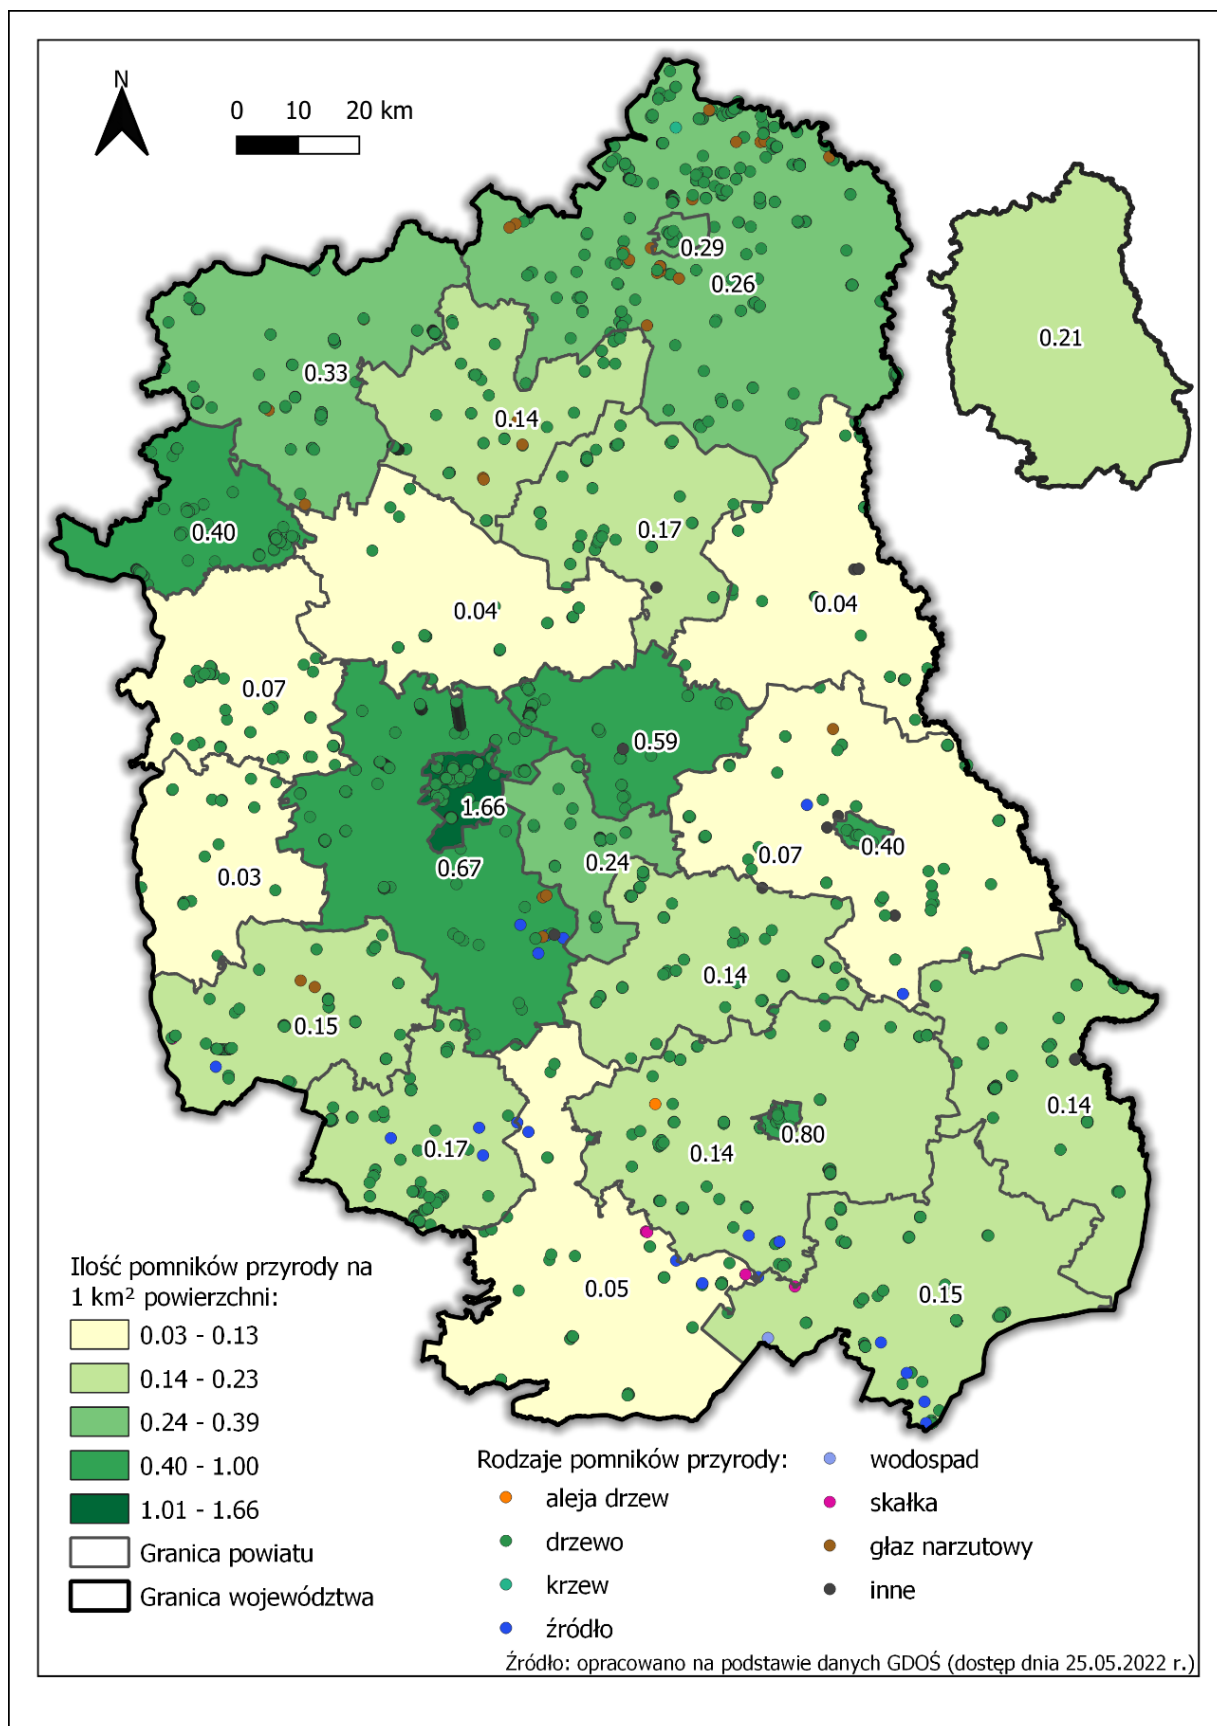 N
0 10 20 km
0.29
0.26
0.21
0.33
0.14
0.40
0.17
0.04
0.04
0.07
0.59
1.66
0.07
0.40
0.67
0.24
0.03
0.14
0.15
0.14
0.80
0.17
0.14
0.05
0.15
Ilość pomników przyrody na
1 km² powierzchni:
0.03 - 0.13
0.14 - 0.23
0.24 - 0.39
0.40 - 1.00
1.01 - 1.66
Granica powiatu
Granica województwa
Rodzaje pomników przyrody:
aleja drzew
drzewo
krzew
źródło
wodospad
skałka
głaz narzutowy
inne
Źródło: opracowano na podstawie danych GDOŚ (dostęp dnia 25.05.2022 r.)